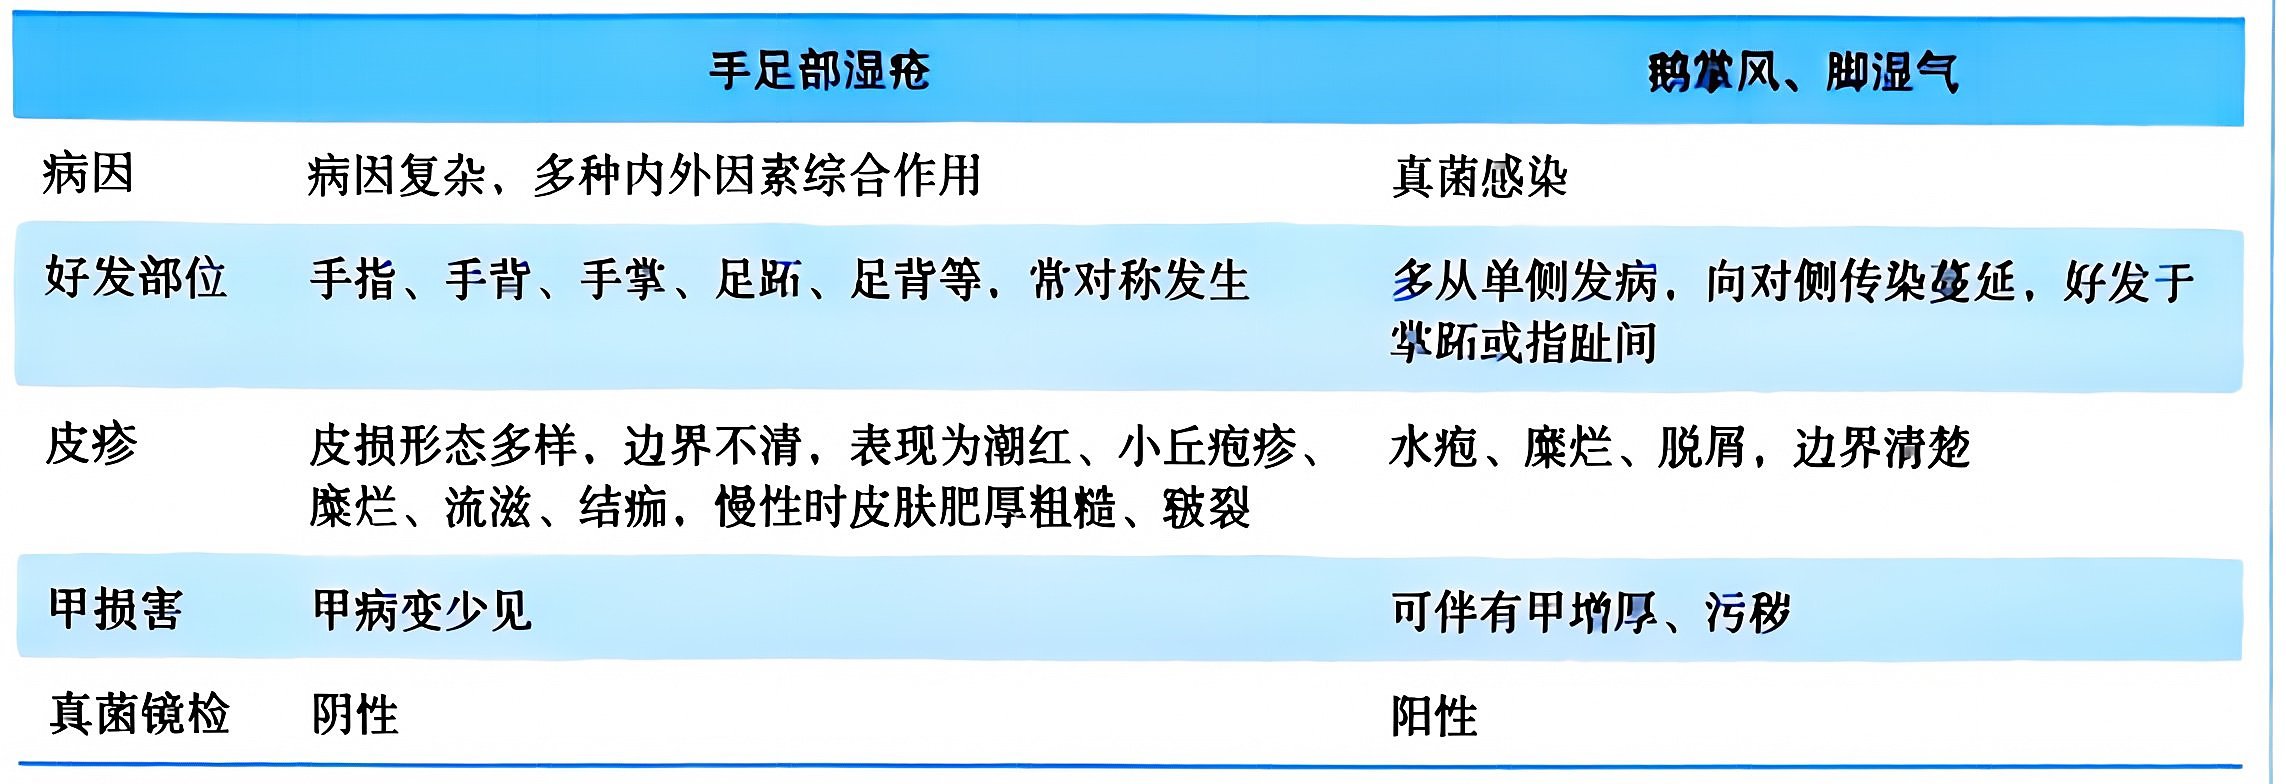 手足部湿疮 鹅掌风、脚湿气
病因 病因复杂，多种内外因素综合作用 真菌感染
好发部位 手指、手背、手掌、足跖、足背等，常对称发生 多从单侧发病，向对侧传染蔓延，好发于
掌跖或指趾间
皮疹 皮损形态多样，边界不清，表现为潮红、小丘疱疹、 水疱、糜烂、脱屑，边界清楚
糜烂、流滋、结痂，慢性时皮肤肥厚粗糙、皲裂
甲损害 甲病变少见 可伴有甲增厚、污秽
真菌镜检 阴性 阳性